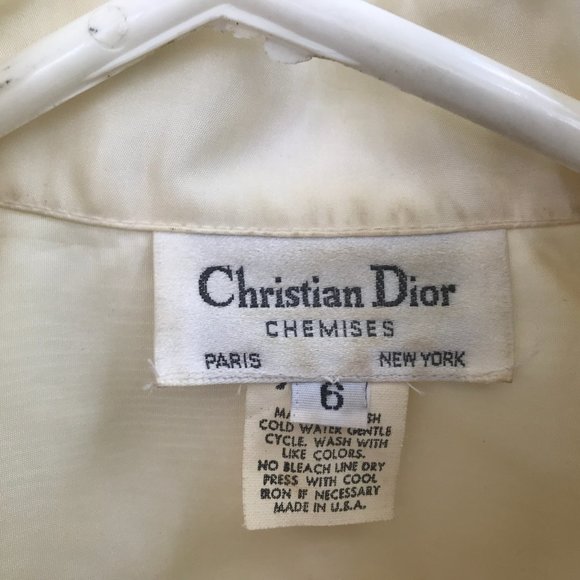 Christian Dior
CHEMISES
PARIS NEW YORK
6
COLD WATER GENTLE
CYCLE. WASH WITH
LIKE COLORS.
NO BLEACH LINE DRY
PRESS WITH COOL
IRON IF NECESSARY
MADE IN U.S.A.